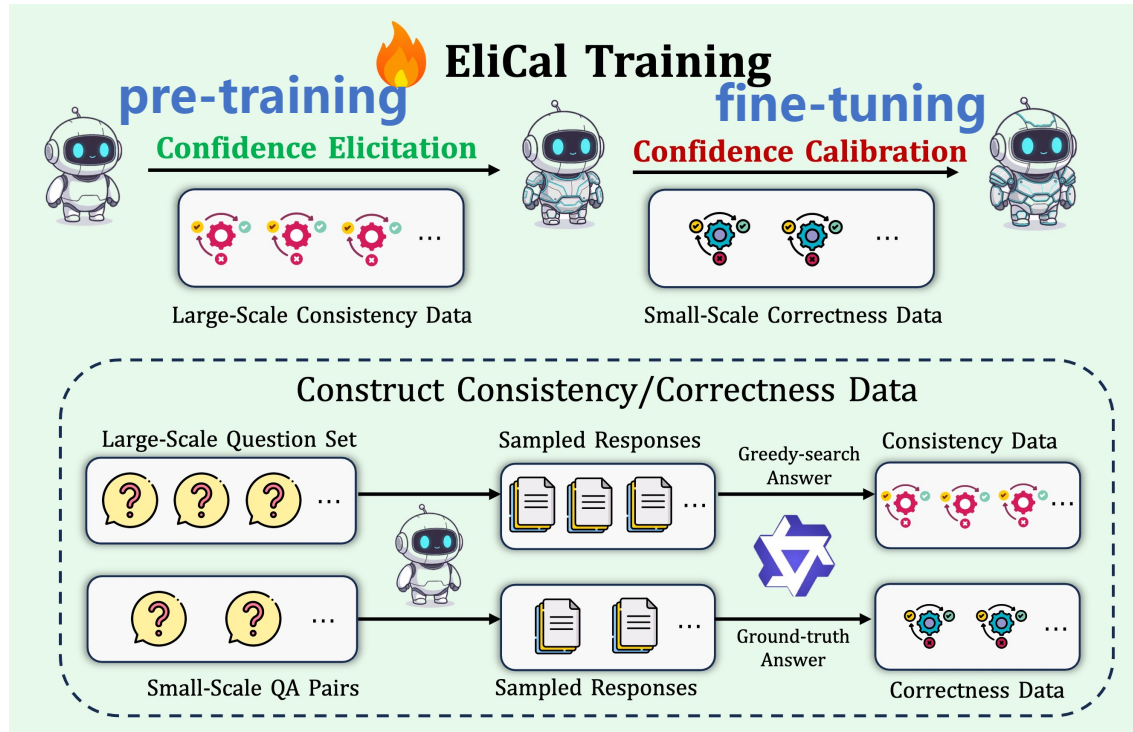 EliCal Training
pre-training
fine-tuning
Confidence Elicitation
Confidence Calibration
...
...
Large-Scale Consistency Data
Small-Scale Correctness Data
Construct Consistency/Correctness Data
Large-Scale Question Set
Sampled Responses
Consistency Data
Greedy-search
Answer
? ? ? ...
...
...
? ? ...
...
...
Ground-truth
Answer
Small-Scale QA Pairs
Sampled Responses
Correctness Data